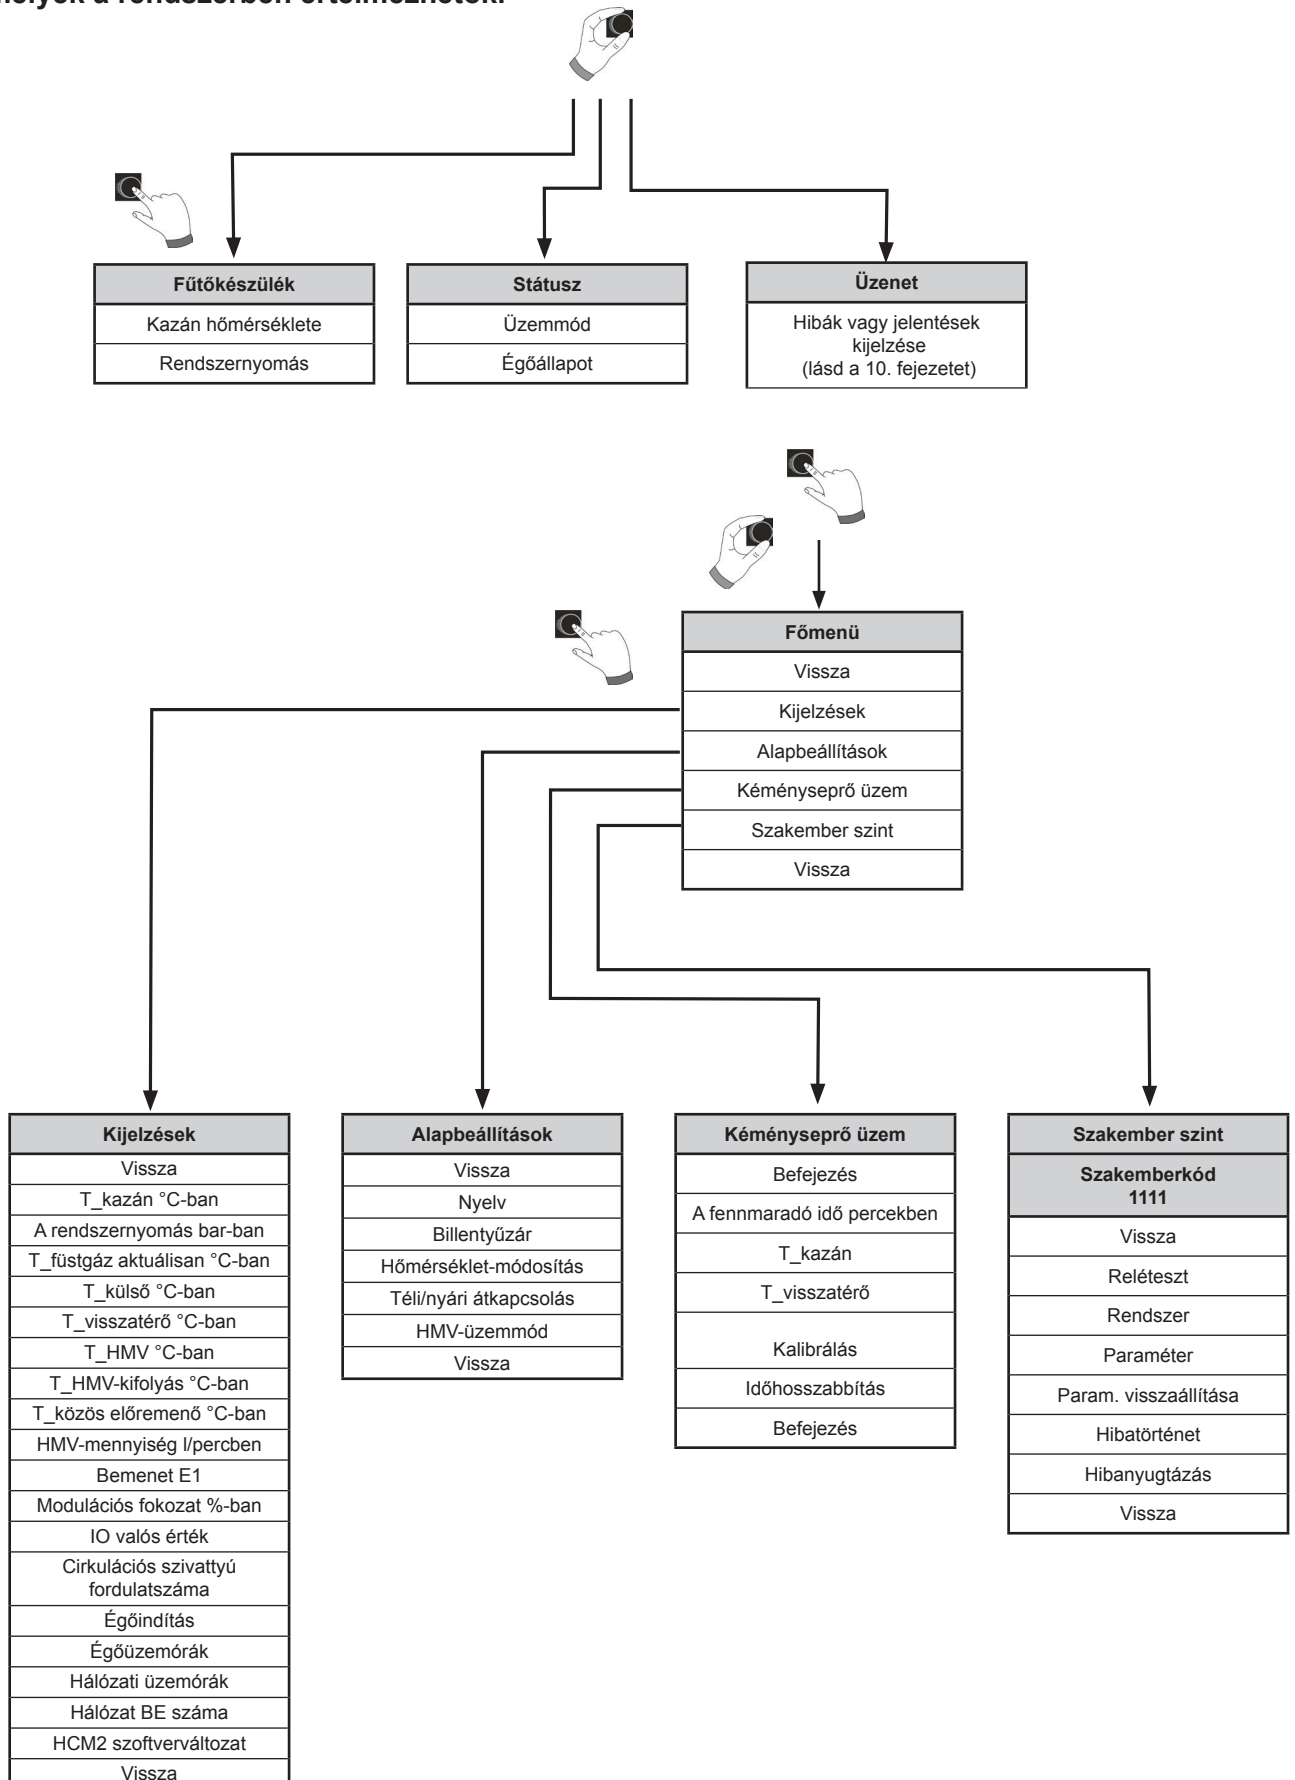 melyek a rendszerben értelmezhetők.
Fűtőkészülék
Kazán hőmérséklete
Rendszernyomás
Státusz
Üzemmód
Égőállapot
Üzenet
Hibák vagy jelentések
kijelzése
(lásd a 10. fejezetet)
Főmenü
Vissza
Kijelzések
Alapbeállítások
Kéményseprő üzem
Szakember szint
Vissza
Kijelzések
Vissza
T_kazán °C-ban
A rendszernyomás bar-ban
T_füstgáz aktuálisan °C-ban
T_külső °C-ban
T_visszatérő °C-ban
T_HMV °C-ban
T_HMV-kifolyás °C-ban
T_közös előremenő °C-ban
HMV-mennyiség l/percben
Bemenet E1
Modulációs fokozat %-ban
IO valós érték
Cirkulációs szivattyú
fordulatszáma
Égőindítás
Égőüzemórák
Hálózati üzemórák
Hálózat BE száma
HCM2 szoftverváltozat
Vissza
Alapbeállítások
Vissza
Nyelv
Billentyűzár
Hőmérséklet-módosítás
Téli/nyári átkapcsolás
HMV-üzemmód
Vissza
Kéményseprő üzem
Befejezés
A fennmaradó idő percekben
T_kazán
T_visszatérő
Kalibrálás
Időhosszabbítás
Befejezés
Szakember szint
Szakemberkód
1111
Vissza
Reléteszt
Rendszer
Paraméter
Param. visszaállítása
Hibatörténet
Hibanyugtázás
Vissza